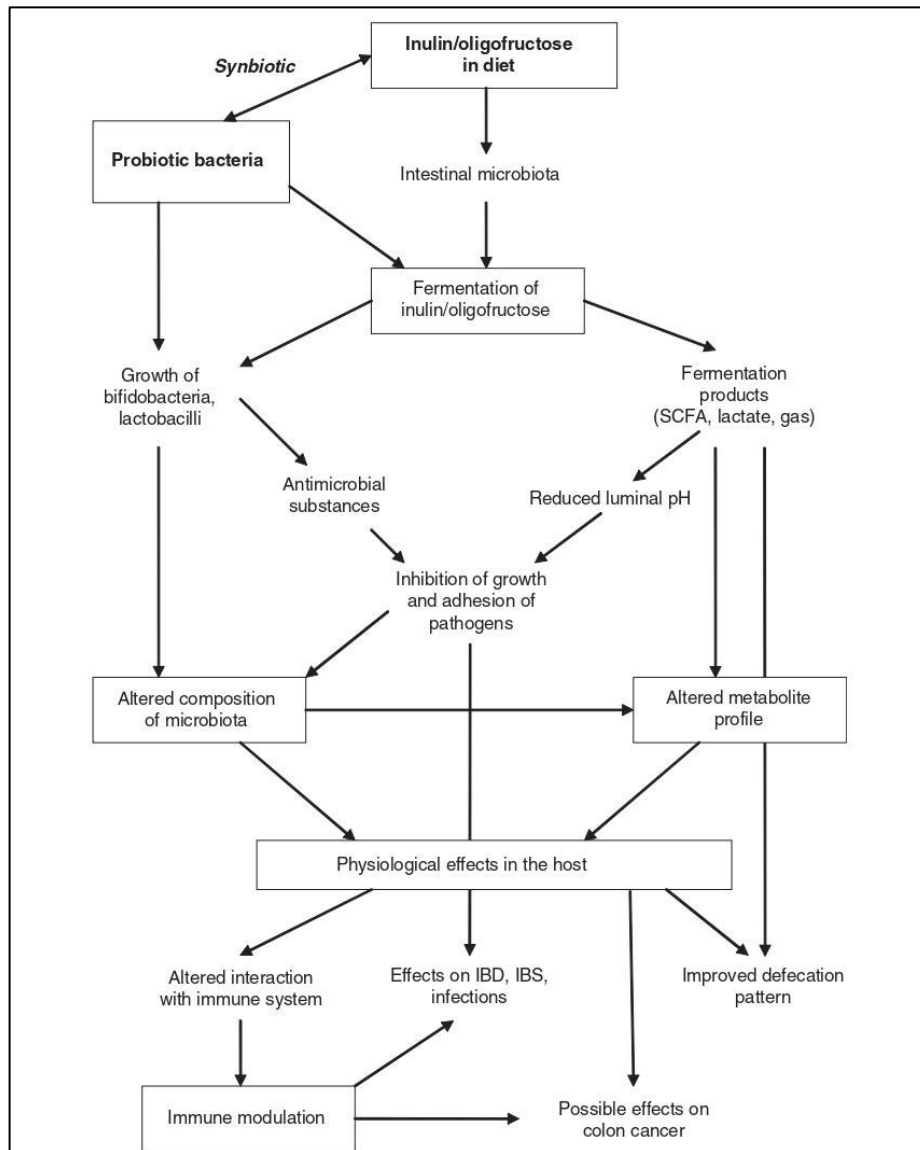 Inulin/oligofructose
in diet
Synbiotic
Probiotic bacteria
Intestinal microbiota
Fermentation of
inulin/oligofructose
Growth of
bifidobacteria,
lactobacilli
Fermentation
products
(SCFA, lactate, gas)
Antimicrobial
substances
Reduced luminal pH
Inhibition of growth
and adhesion of
pathogens
Altered composition
of microbiota
Altered metabolite
profile
Physiological effects in the host
Altered interaction
with immune system
Effects on IBD, IBS,
infections
Improved defecation
pattern
Immune modulation
Possible effects on
colon cancer